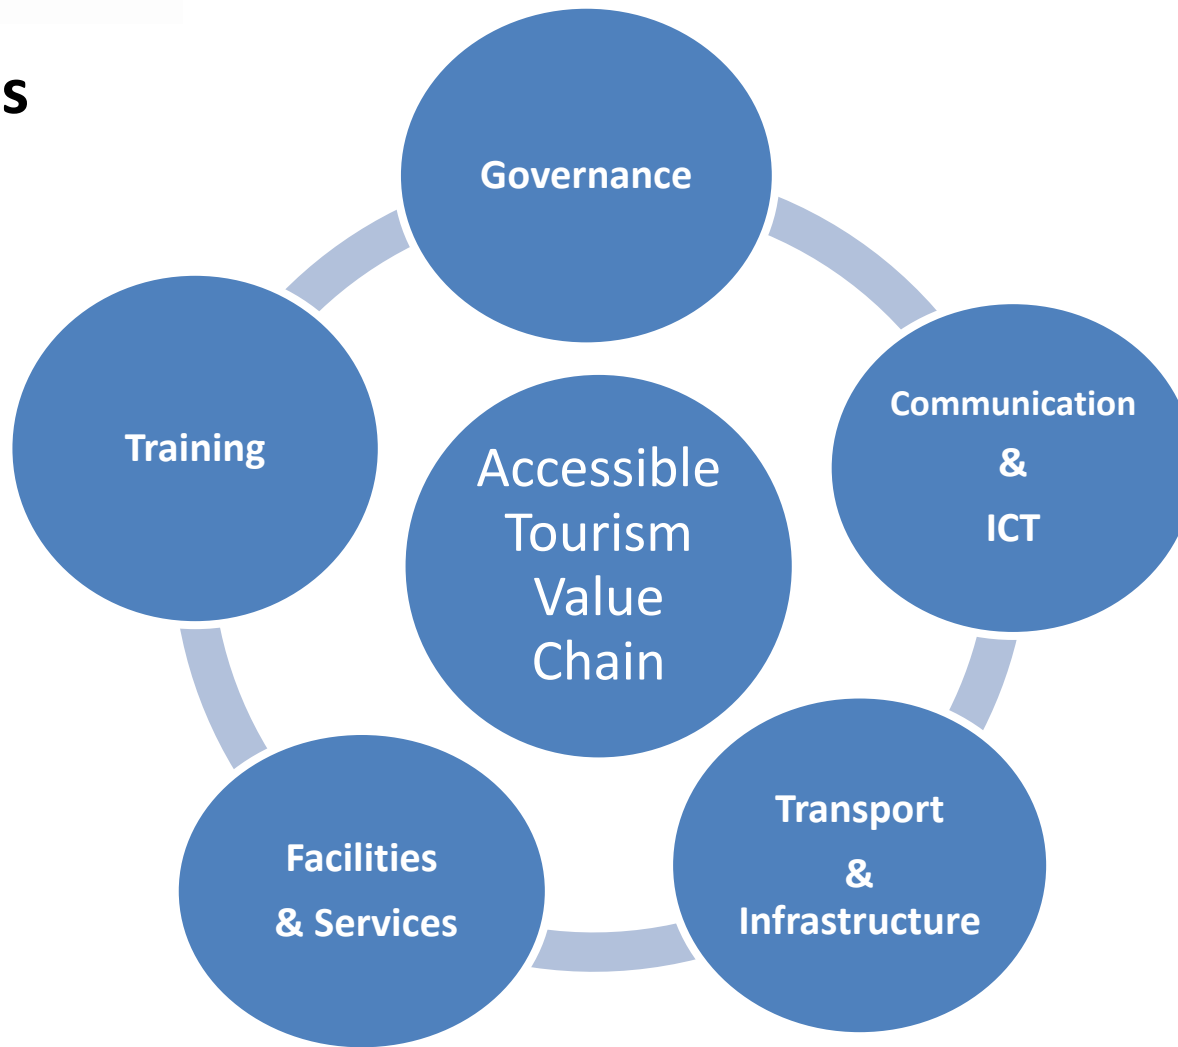 s
Governance
Communication
&
ICT
Training
Accessible
Tourism
Value
Chain
Transport
&
Infrastructure
Facilities
& Services